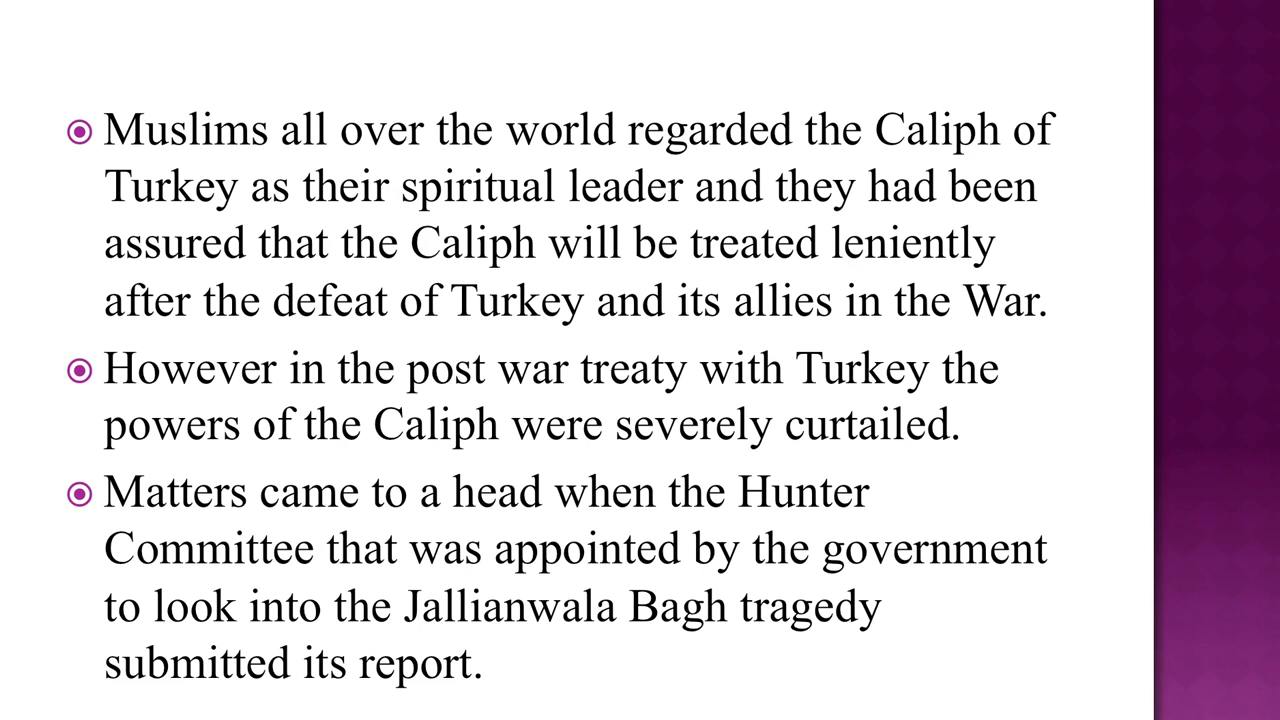 Muslims all over the world regarded the Caliph of
Turkey as their spiritual leader and they had been
assured that the Caliph will be treated leniently
after the defeat of Turkey and its allies in the War.
However in the post war treaty with Turkey the
powers of the Caliph were severely curtailed.
Matters came to a head when the Hunter
Committee that was appointed by the government
to look into the Jallianwala Bagh tragedy
submitted its report.